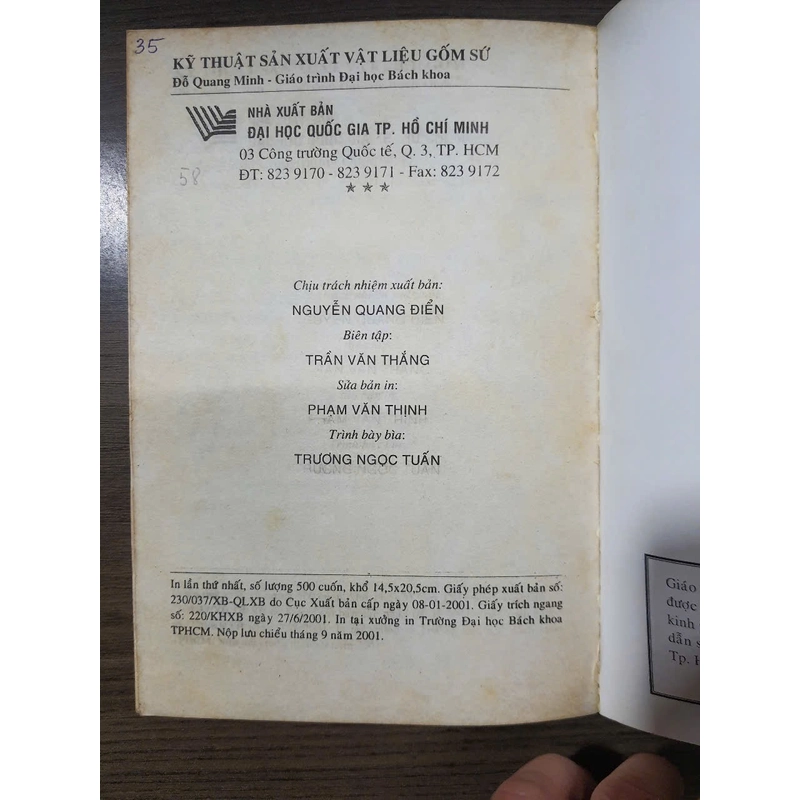 35
KỸ THUẬT SẢN XUẤT VẬT LIỆU GỐM SỨ
Đỗ Quang Minh - Giáo trình Đại học Bách khoa
NHÀ XUẤT BẢN
ĐẠI HỌC QUỐC GIA TP. HỒ CHÍ MINH
03 Công trường Quốc tế, Q. 3, TP. HCM
58
ĐT: 823 9170 - 823 9171 - Fax: 823 9172
★ ★ ★
Chịu trách nhiệm xuất bản:
NGUYỄN QUANG ĐIỂN
Biên tập:
TRẦN VĂN THẮNG
Sửa bản in:
PHẠM VĂN THỊNH
Trình bày bìa:
TRƯƠNG NGỌC TUẤN
In lần thứ nhất, số lượng 500 cuốn, khổ 14,5x20,5cm. Giấy phép xuất bản số:
230/037/XB-QLXB do Cục Xuất bản cấp ngày 08-01-2001. Giấy trích ngang
số: 220/KHXB ngày 27/6/2001. In tại xưởng in Trường Đại học Bách khoa
TPHCM. Nộp lưu chiểu tháng 9 năm 2001.
Giáo
được
kinh
dẫn s
Tp. H